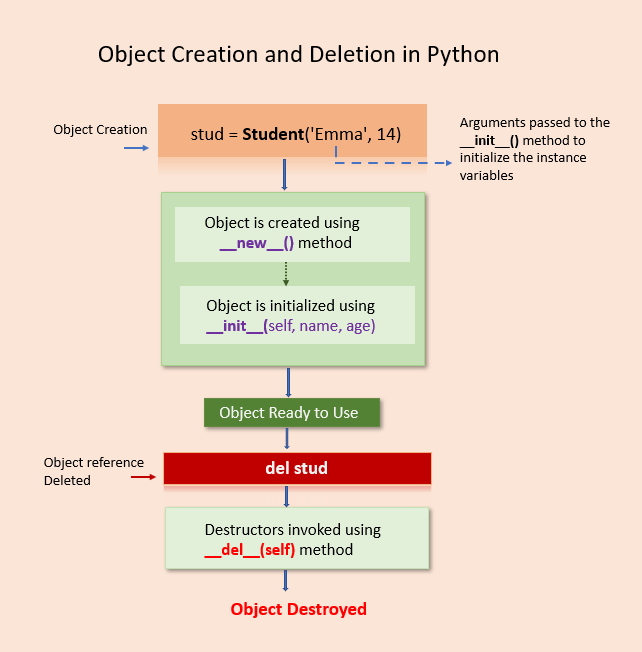 Object Creation and Deletion in Python
Object Creation
stud = Student('Emma', 14)
Arguments passed to the
__init__() method to
initialize the instance
variables
Object is created using
__new__() method
Object is initialized using
__init__(self, name, age)
Object Ready to Use
Object reference
Deleted
del stud
Destructors invoked using
__del__(self) method
Object Destroyed